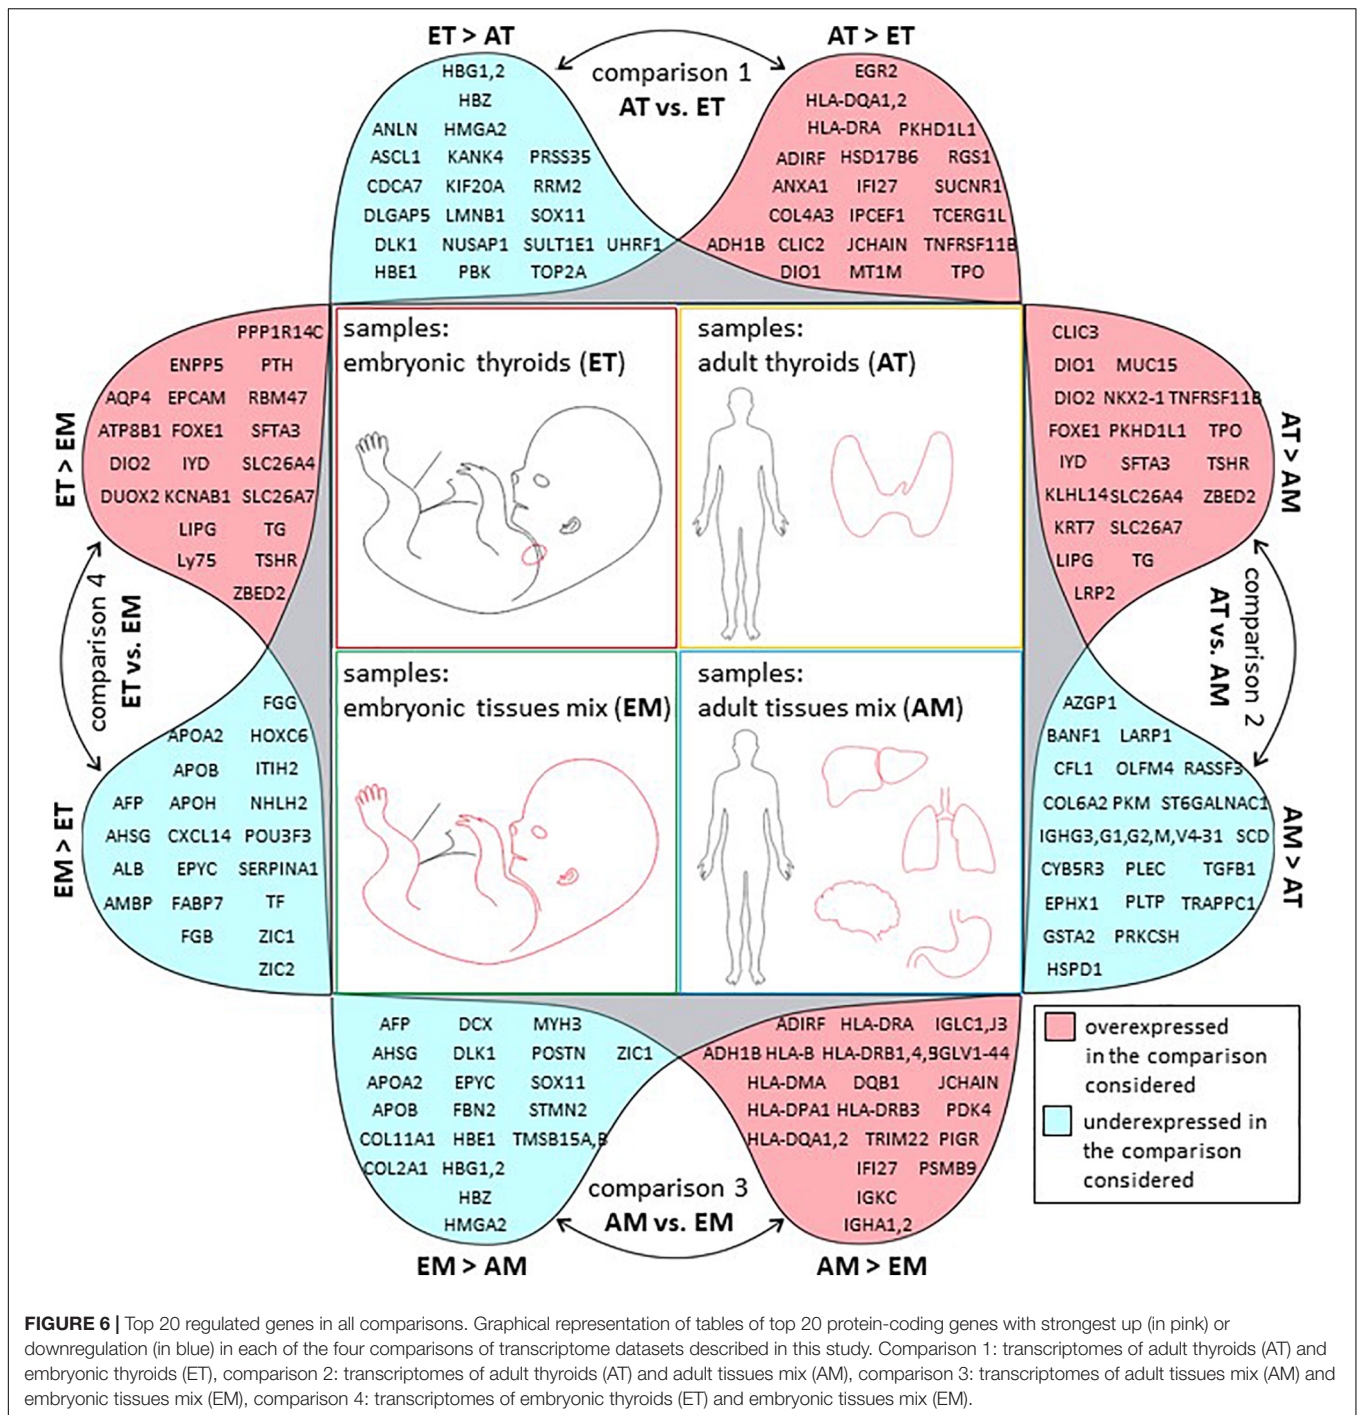 ET > AT
AT > ET
comparison 1
AT vs. ET
HBG1,2
HBZ
ANLN HMGA2
ASCL1 KANK4 PRSS35
CDCA7 KIF20A RRM2
DLGAP5 LMNB1 SOX11
DLK1 NUSAP1 SULT1E1 UHRF1
HBE1 PBK TOP2A
EGR2
HLA-DQA1,2
HLA-DRA PKHD1L1
ADIRF HSD17B6 RGS1
ANXA1 IFI27 SUCNR1
COL4A3 IPCEF1 TCERG1L
ADH1B CLIC2 JCHAIN TNFRSF11B
DIO1 MT1M TPO
ET > EM
PPP1R14C
ENPP5 PTH
AQP4 EPCAM RBM47
ATP8B1 FOXE1 SFTA3
DIO2 IYD SLC26A4
DUOX2 KCNAB1 SLC26A7
LIPG TG
Ly75 TSHR
ZBED2
samples:
embryonic thyroids (ET)
samples:
adult thyroids (AT)
CLIC3
DIO1 MUC15
DIO2 NKX2-1 TNFRSF11B
FOXE1 PKHD1L1 TPO
IYD SFTA3 TSHR
KLHL14 SLC26A4 ZBED2
KRT7 SLC26A7
LIPG TG
LRP2
AT > AM
comparison 4
ET vs. EM
comparison 2
AT vs. AM
EM > ET
FGG
APOA2 HOXC6
APOB ITIH2
AFP APOH NHLH2
AHSG CXCL14 POU3F3
ALB EPYC SERPINA1
AMBP FABP7 TF
FGB ZIC1
ZIC2
samples:
embryonic tissues mix (EM)
samples:
adult tissues mix (AM)
AZGP1
BANF1 LARP1
CFL1 OLFM4 RASSF3
COL6A2 PKM ST6GALNAC1
IGHG3,G1,G2,M,V4-31 SCD
CYB5R3 PLEC TGFB1
EPHX1 PLTP TRAPPC1
GSTA2 PRKCSH
HSPD1
AM > AT
AFP DCX MYH3
AHSG DLK1 POSTN ZIC1
APOA2 EPYC SOX11
APOB FBN2 STMN2
COL11A1 HBE1 TMSB15A,B
COL2A1 HBG1,2
HBZ
HMGA2
ADIRF HLA-DRA IGLC1,J3
ADH1B HLA-B HLA-DRB1,4,5 IGLV1-44
HLA-DMA DQB1 JCHAIN
HLA-DPA1 HLA-DRB3 PDK4
HLA-DQA1,2 TRIM22 PIGR
IFI27 PSMB9
IGKC
IGHA1,2
comparison 3
AM vs. EM
EM > AM
AM > EM
overexpressed
in the comparison
considered
underexpressed in
the comparison
considered
FIGURE 6 | Top 20 regulated genes in all comparisons. Graphical representation of tables of top 20 protein-coding genes with strongest up (in pink) or
downregulation (in blue) in each of the four comparisons of transcriptome datasets described in this study. Comparison 1: transcriptomes of adult thyroids (AT) and
embryonic thyroids (ET), comparison 2: transcriptomes of adult thyroids (AT) and adult tissues mix (AM), comparison 3: transcriptomes of adult tissues mix (AM) and
embryonic tissues mix (EM), comparison 4: transcriptomes of embryonic thyroids (ET) and embryonic tissues mix (EM).